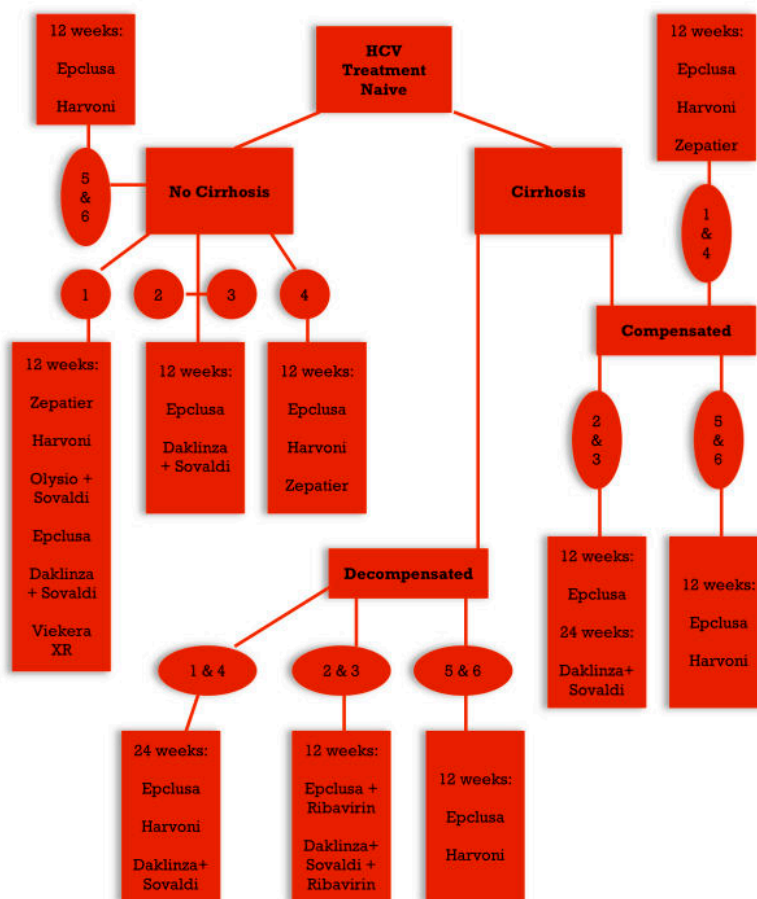 HCV
Treatment
Naive
12 weeks:
Epclusa
Harvoni
5
&
6
No Cirrhosis
1
12 weeks:
Zepatier
Harvoni
Olysio +
Sovaldi
Epclusa
Daklinza
+ Sovaldi
Viekera
XR
2
3
12 weeks:
Epclusa
Daklinza
+ Sovaldi
4
12 weeks:
Epclusa
Harvoni
Zepatier
Cirrhosis
12 weeks:
Epclusa
Harvoni
Zepatier
1
&
4
Compensated
2
&
3
12 weeks:
Epclusa
24 weeks:
Daklinza+
Sovaldi
5
&
6
12 weeks:
Epclusa
Harvoni
Decompensated
1 & 4
24 weeks:
Epclusa
Harvoni
Daklinza+
Sovaldi
2 & 3
12 weeks:
Epclusa +
Ribavirin
Daklinza+
Sovaldi +
Ribavirin
5 & 6
12 weeks:
Epclusa
Harvoni